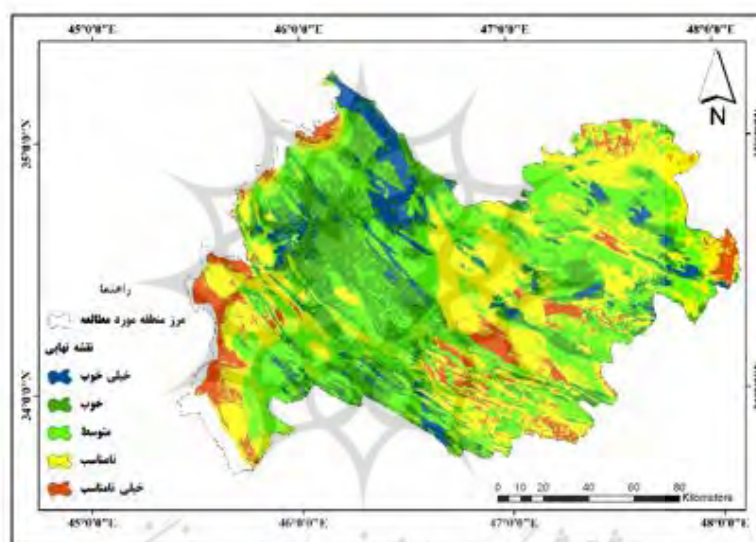 45°0'0"E 46°0'0"E 47°0'0"E 48°0'0"E
N
35°0'0"N
راهنما
مرز منطقه مورد مطالعه
نقشه نهایی
خیلی خوب
خوب
متوسط
نامناسب
خیلی نامناسب
34°0'0"N
0 5 10 20 40 60 80
Kilometers
45°0'0"E 46°0'0"E 47°0'0"E 48°0'0"E